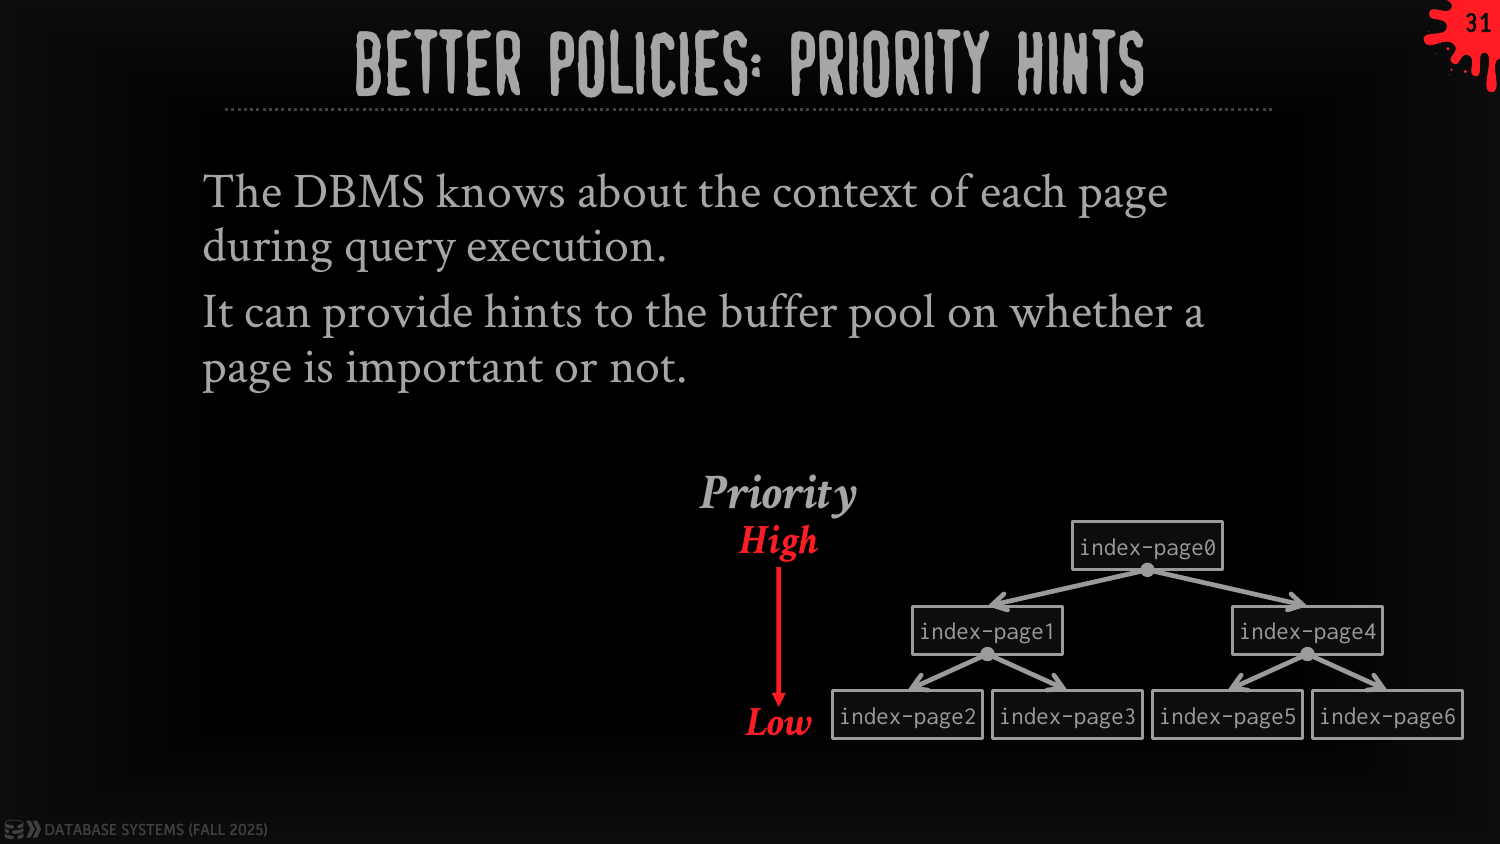 31
BETTER POLICIES: PRIORITY HINTS
The DBMS knows about the context of each page
during query execution.
It can provide hints to the buffer pool on whether a
page is important or not.
Priority
High
Low
index-page0
index-page1
index-page4
index-page2
index-page3
index-page5
index-page6
DATABASE SYSTEMS (FALL 2025)